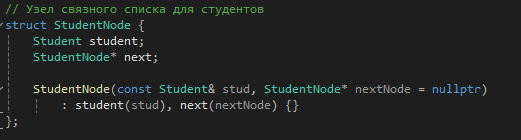 // Узел связного списка для студентов
struct StudentNode {
Student student;
StudentNode* next;
StudentNode(const Student& stud, StudentNode* nextNode = nullptr)
: student(stud), next(nextNode) {}
};